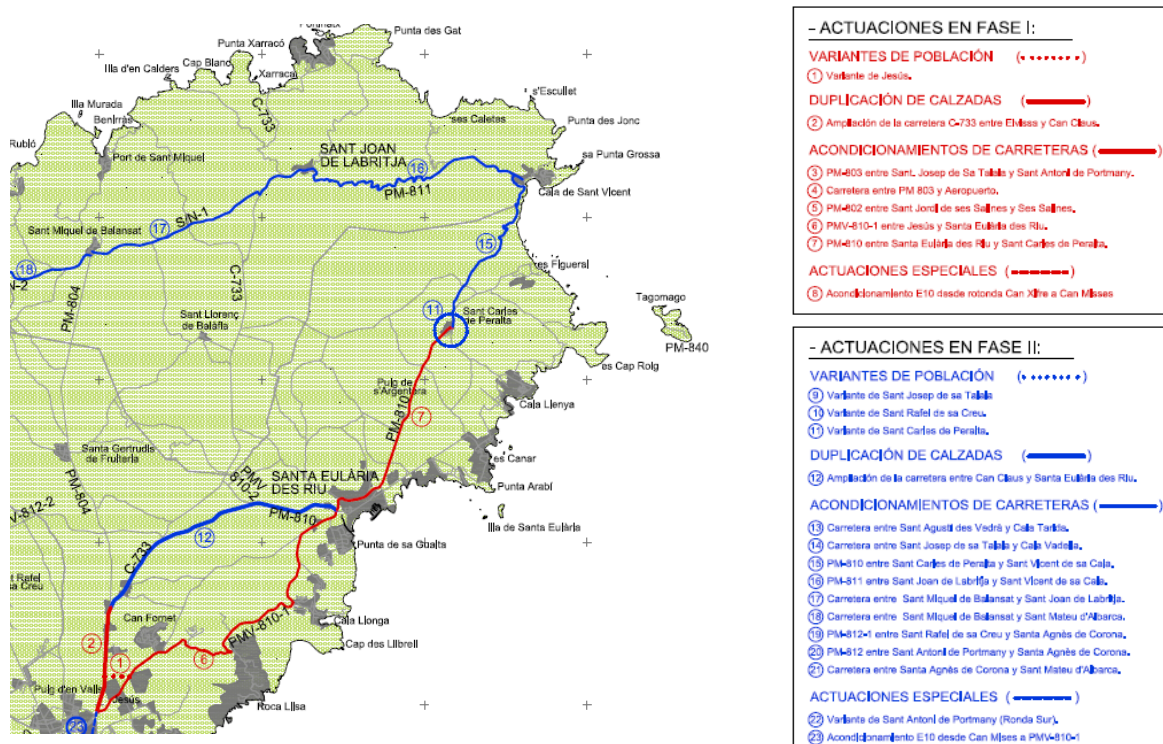 Portinatx
Punta des Gat
Punta Xarracó
Cap Blanc
Illa d'en Calders
Xarraca
s'Escullet
Illa Murada
Benirràs
C-733
ses Caletes
Punta des Jonc
Rubió
Port de Sant Miquel
SANT JOAN
DE LABRITJA
sa Punta Grossa
16
PM-811
Cala de Sant Vicent
S/N-1
17
Sant Miquel de Balansat
15
18
N-2
C-733
es Figueral
PM-804
Tagomago
11
Sant Carles
de Peralta
Sant Llorenç
de Balàfia
PM-840
es Cap Roig
Puig de
s'Argentera
PM-810
7
Cala Llenya
Santa Gertrudis
de Fruiteria
es Canar
SANTA EULÀRIA
DES RIU
PMV
810-2
Punta Arabí
PM-804
V-812-2
PM-810
Illa de Santa Eulària
12
Punta de sa Gualta
C-733
t Rafel
sa Creu
Can Fornet
PMV-810-1
Cala Llonga
2
Cap des Llibrell
6
1
Puig d'en Valls
Jesús
Roca Llisa
23
- ACTUACIONES EN FASE I:
VARIANTES DE POBLACIÓN ( )
1 Variante de Jesús.
DUPLICACIÓN DE CALZADAS ( )
2 Ampliación de la carretera C-733 entre Eivissa y Can Claus.
ACONDICIONAMIENTOS DE CARRETERAS ( )
3 PM-803 entre Sant. Josep de Sa Talaia y Sant Antoni de Portmany.
4 Carretera entre PM 803 y Aeropuerto.
5 PM-802 entre Sant Jordi de ses Salines y Ses Salines.
6 PMV-810-1 entre Jesús y Santa Eulària des Riu.
7 PM-810 entre Santa Eulària des Riu y Sant Carles de Peralta.
ACTUACIONES ESPECIALES ( )
8 Acondicionamiento E10 desde rotonda Can Xifre a Can Misses
- ACTUACIONES EN FASE II:
VARIANTES DE POBLACIÓN ( )
9 Variante de Sant Josep de sa Talaia
10 Variante de Sant Rafel de sa Creu.
11 Variante de Sant Carles de Peralta.
DUPLICACIÓN DE CALZADAS ( )
12 Ampliación de la carretera entre Can Claus y Santa Eulària des Riu.
ACONDICIONAMIENTOS DE CARRETERAS ( )
13 Carretera entre Sant Agustí des Vedrà y Cala Tarida.
14 Carretera entre Sant Josep de sa Talaia y Cala Vadella.
15 PM-810 entre Sant Carles de Peralta y Sant Vicent de sa Cala.
16 PM-811 entre Sant Joan de Labritja y Sant Vicent de sa Cala.
17 Carretera entre Sant Miquel de Balansat y Sant Joan de Labritja.
18 Carretera entre Sant Miquel de Balansat y Sant Mateu d'Albarca.
19 PM-812-1 entre Sant Rafel de sa Creu y Santa Agnès de Corona.
20 PM-812 entre Sant Antoni de Portmany y Santa Agnès de Corona.
21 Carretera entre Santa Agnès de Corona y Sant Mateu d'Albarca.
ACTUACIONES ESPECIALES ( )
22 Variante de Sant Antoni de Portmany (Ronda Sur).
23 Acondicionamiento E10 desde Can Mises a PMV-810-1